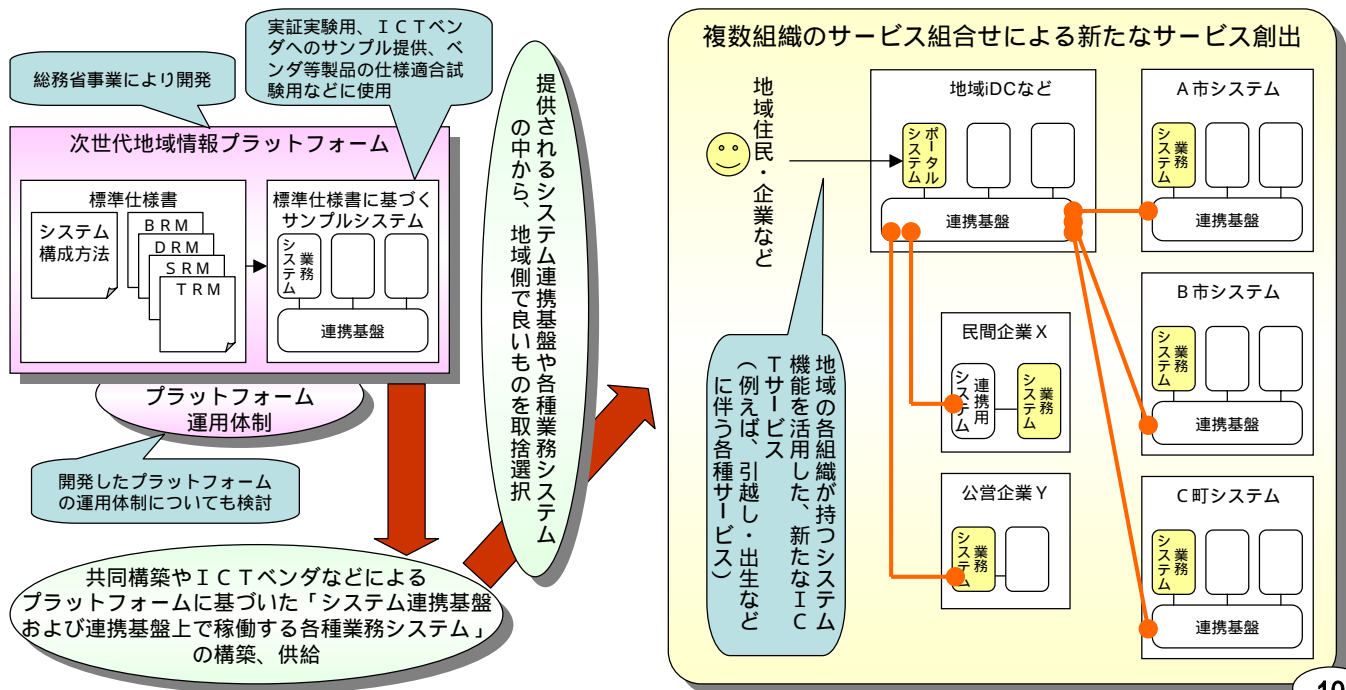 実証実験用、ＩＣＴベン
ダへのサンプル提供、ベ
ンダ等製品の仕様適合試
験用などに使用
総務省事業により開発
次世代地域情報プラットフォーム
標準仕様書
システム
構成方法
ＢＲＭ
ＤＲＭ
ＳＲＭ
ＴＲＭ
標準仕様書に基づく
サンプルシステム
業務
システム
連携基盤
プラットフォーム
運用体制
開発したプラットフォーム
の運用体制についても検討
共同構築やＩＣＴベンダなどによる
プラットフォームに基づいた「システム連携基盤
および連携基盤上で稼働する各種業務システム」
の構築、供給
提供されるシステム連携基盤や各種業務システム
の中から、地域側で良いものを取捨選択
複数組織のサービス組合せによる新たなサービス創出
地域住民・企業など
地域iDCなど
ポータル
システム
連携基盤
地域の各組織が持つシステム
機能を活用した、新たなＩＣ
Ｔサービス
（例えば、引越し・出生など
に伴う各種サービス）
民間企業Ｘ
連携用
システム
業務
システム
公営企業Ｙ
業務
システム
Ａ市システム
業務
システム
連携基盤
Ｂ市システム
業務
システム
連携基盤
Ｃ町システム
業務
システム
連携基盤
10